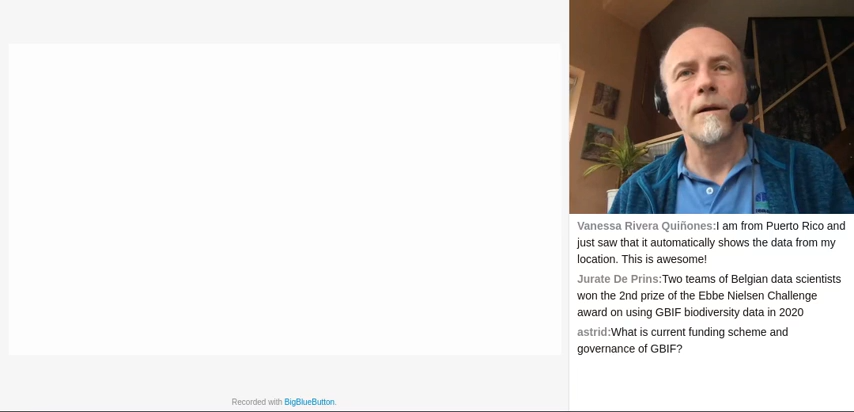 Vanessa Rivera Quiñones:I am from Puerto Rico and
just saw that it automatically shows the data from my
location. This is awesome!
Jurate De Prins:Two teams of Belgian data scientists
won the 2nd prize of the Ebbe Nielsen Challenge
award on using GBIF biodiversity data in 2020
astrid:What is current funding scheme and
governance of GBIF?
Recorded with BigBlueButton.